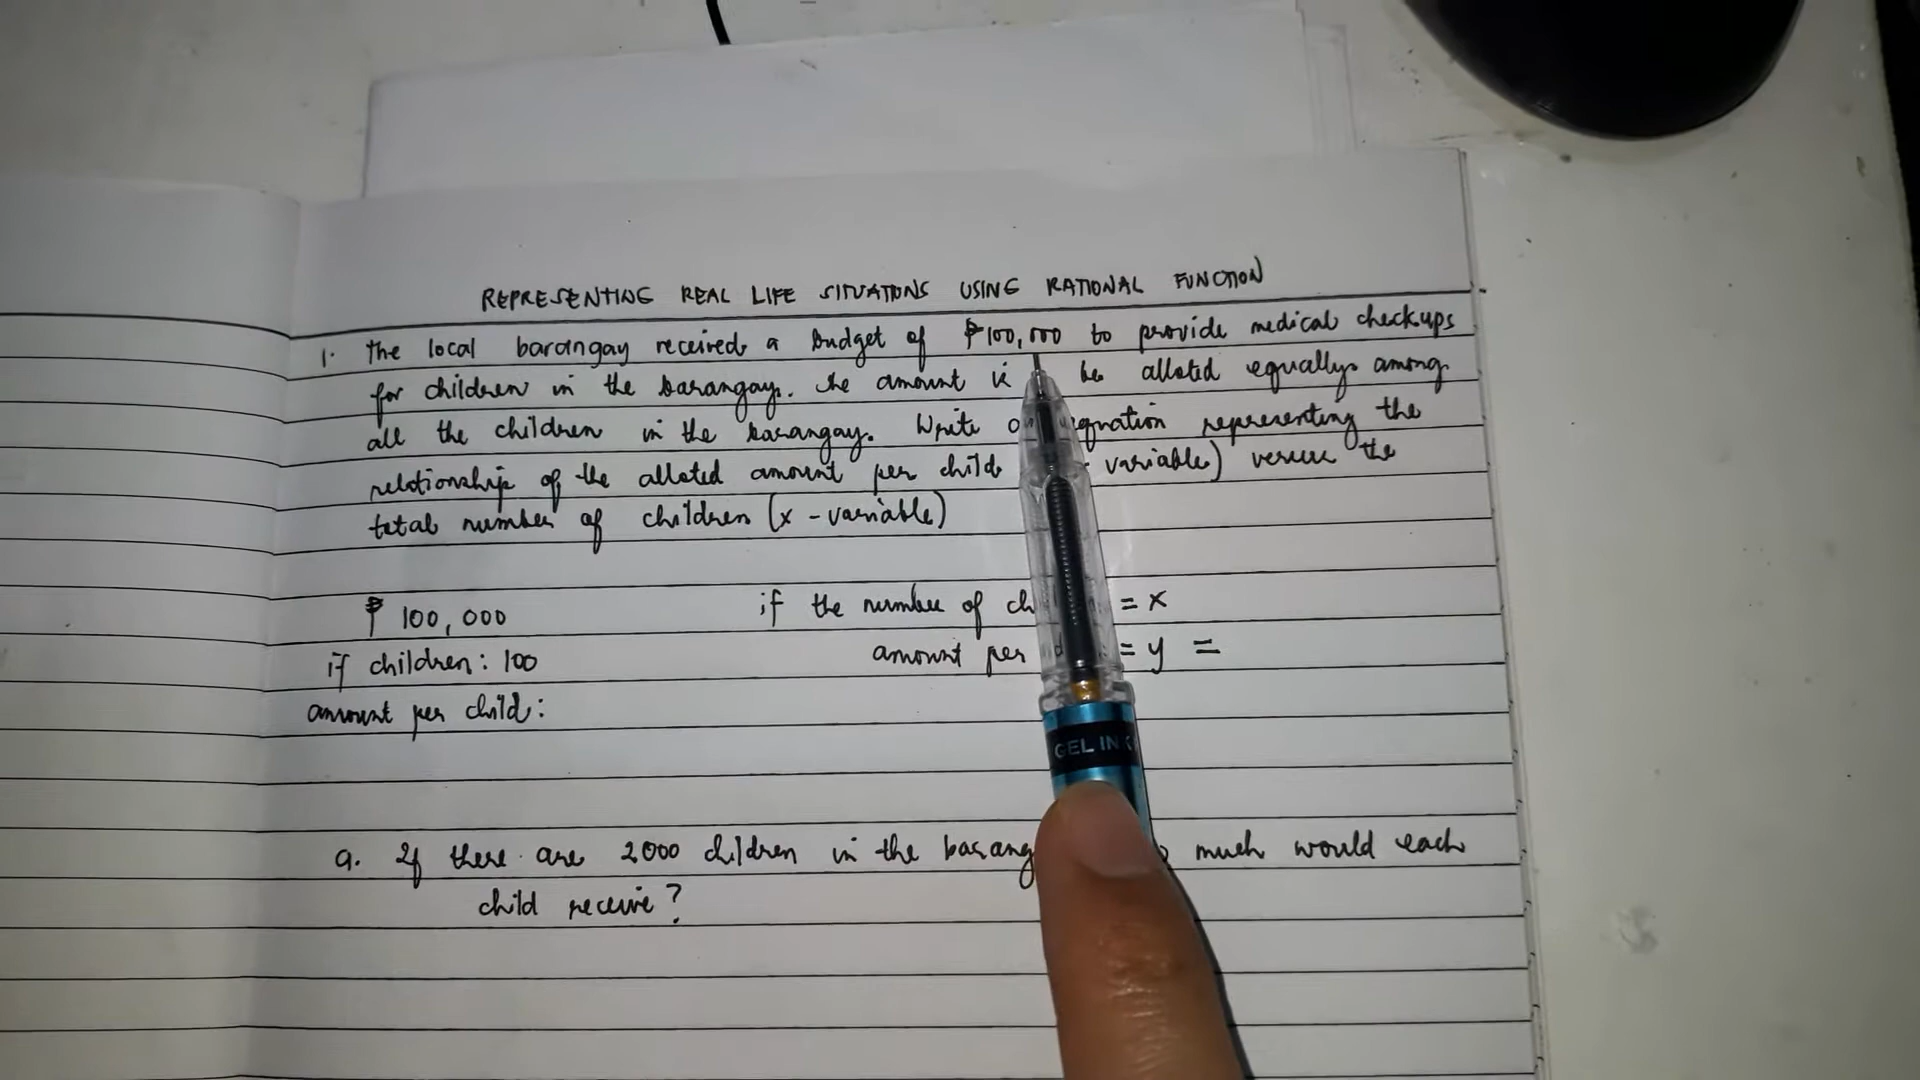 REPRESENTING REAL LIFE SITUATIONS USING RATIONAL FUNCTION
1. The local barangay received a budget of ₱100,000 to provide medical checkups
for children in the barangay. The amount is be alloted equally among
all the children in the barangay. Write equation representing the
relationship of the alloted amount per child variable) versus the
total number of children (x - variable)
₱ 100,000
if children: 100
amount per child:
if the number of = x
amount per = y =
GEL INK
a. If there are 2000 children in the much would each
child receive?